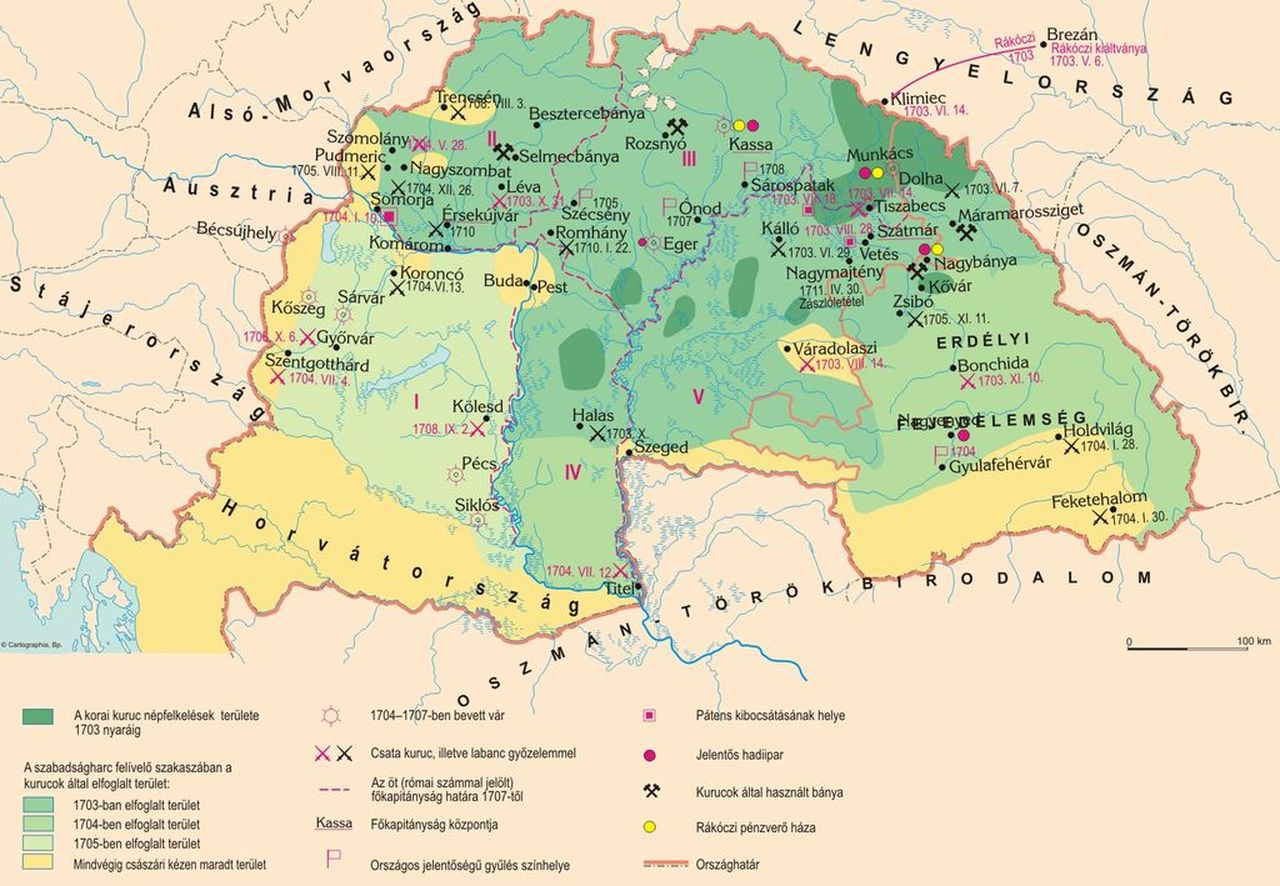 Alsó-Morvaország
LENGYELORSZÁG
Rákóczi
1703
Brezán
Rákóczi kiáltványa
1703. V. 6.
Klimiec
1703. VI. 14.
Trencsén
VIII. 3.
Besztercebánya
Szomolány
V. 28.
II
Rozsnyó
III
Kassa
Munkács
1703. VII. 14.
Dolha
1703. VI. 7.
Pudmeric
1705. VIII. 11.
Nagyszombat
1704. XII. 26.
Selmecbánya
1708
Sárospatak
1703. VII. 18.
Tiszabecs
Ausztria
Somorja
1704. I. 10.
Léva
1703. X. 31.
1705
Szécsény
Ónod
1707
Máramarossziget
Bécsújhely
Érsekújvár
1710
Romhány
1710. I. 22.
Eger
Kálló
1703. VI. 29.
1703. VIII. 28.
Szatmár
Vetés
Komárom
Nagymajtény
1711. IV. 30.
Zászlóletétel
Nagybánya
Kővár
OSZMÁN-TÖRÖK BIR.
Stájerország
Koroncó
1704.VI.13.
Buda
Pest
Kőszeg
Sárvár
Zsibó
1705. XI. 11.
X. 6.
Győrvár
Szentgotthárd
1704. VII. 4.
Váradolaszi
1703. VIII. 14.
ERDÉLYI
Bonchida
1703. XI. 10.
I
V
Kölesd
1708. IX. 2.
Halas
1703. X.
FEJEDELEMSÉG
Holdvilág
1704. I. 28.
Szeged
1704
Gyulafehérvár
Pécs
IV
Siklós
Feketehalom
1704. I. 30.
Horvátország
1704. VII. 12.
Titel
OSZMÁN-TÖRÖK BIRODALOM
© Cartographia, Bp.
0 100 km
A korai kuruc népfelkelések területe
1703 nyaráig
A szabadságharc felívelő szakaszában a
kurucok által elfoglalt terület:
1703-ban elfoglalt terület
1704-ben elfoglalt terület
1705-ben elfoglalt terület
Mindvégig császári kézen maradt terület
1704–1707-ben bevett vár
Csata kuruc, illetve labanc győzelemmel
Az öt (római számmal jelölt)
főkapitányság határa 1707-től
Kassa Főkapitányság központja
Országos jelentőségű gyűlés színhelye
Pátens kibocsátásának helye
Jelentős hadiipar
Kurucok által használt bánya
Rákóczi pénzverő háza
Országhatár